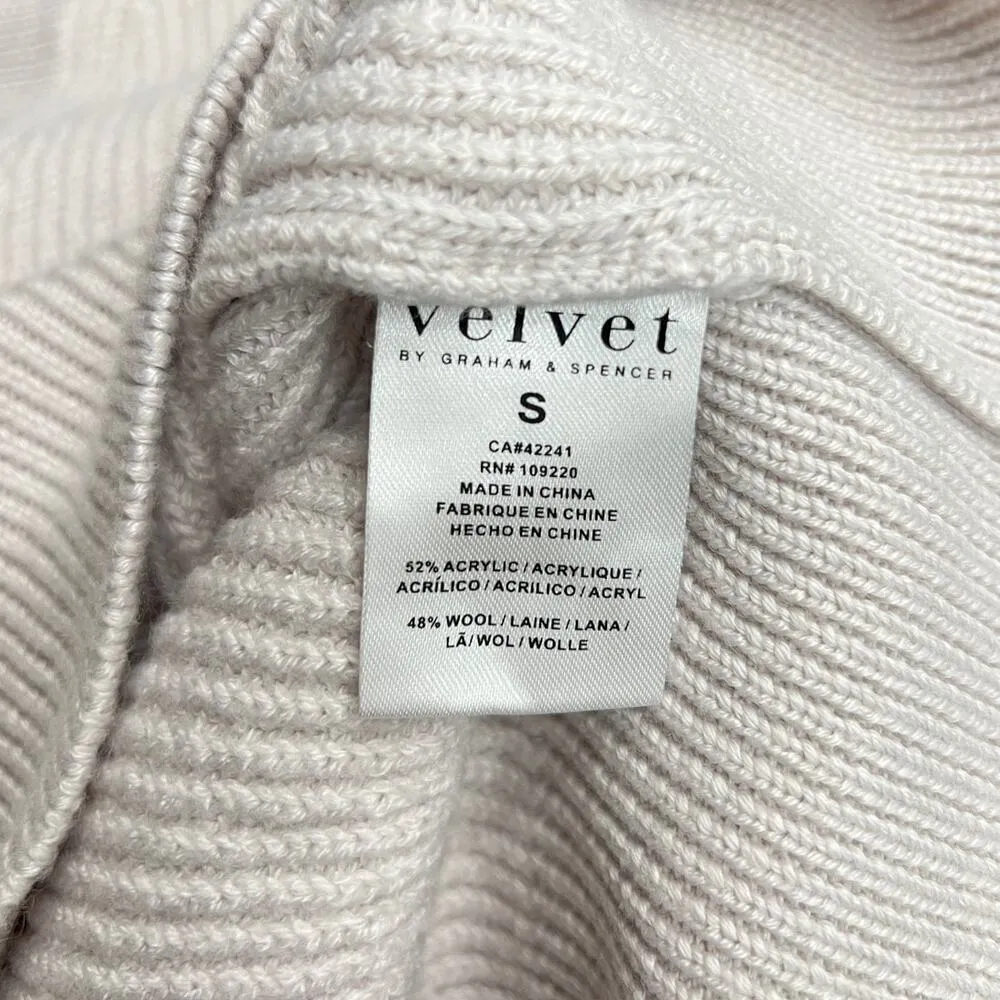 velvet
BY GRAHAM & SPENCER
S
CA#42241
RN# 109220
MADE IN CHINA
FABRIQUE EN CHINE
HECHO EN CHINE
52% ACRYLIC / ACRYLIQUE /
ACRÍLICO / ACRILICO / ACRYL
48% WOOL / LAINE / LANA /
LÃ / WOL / WOLLE